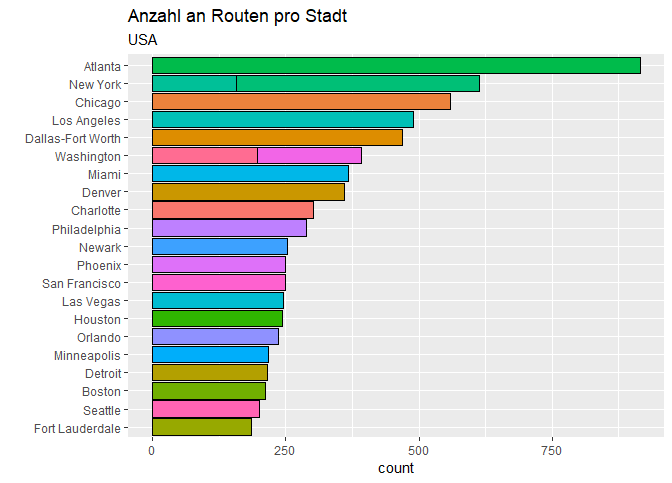 Anzahl an Routen pro Stadt
USA
Atlanta
New York
Chicago
Los Angeles
Dallas-Fort Worth
Washington
Miami
Denver
Charlotte
Philadelphia
Newark
Phoenix
San Francisco
Las Vegas
Houston
Orlando
Minneapolis
Detroit
Boston
Seattle
Fort Lauderdale
0 250 500 750
count